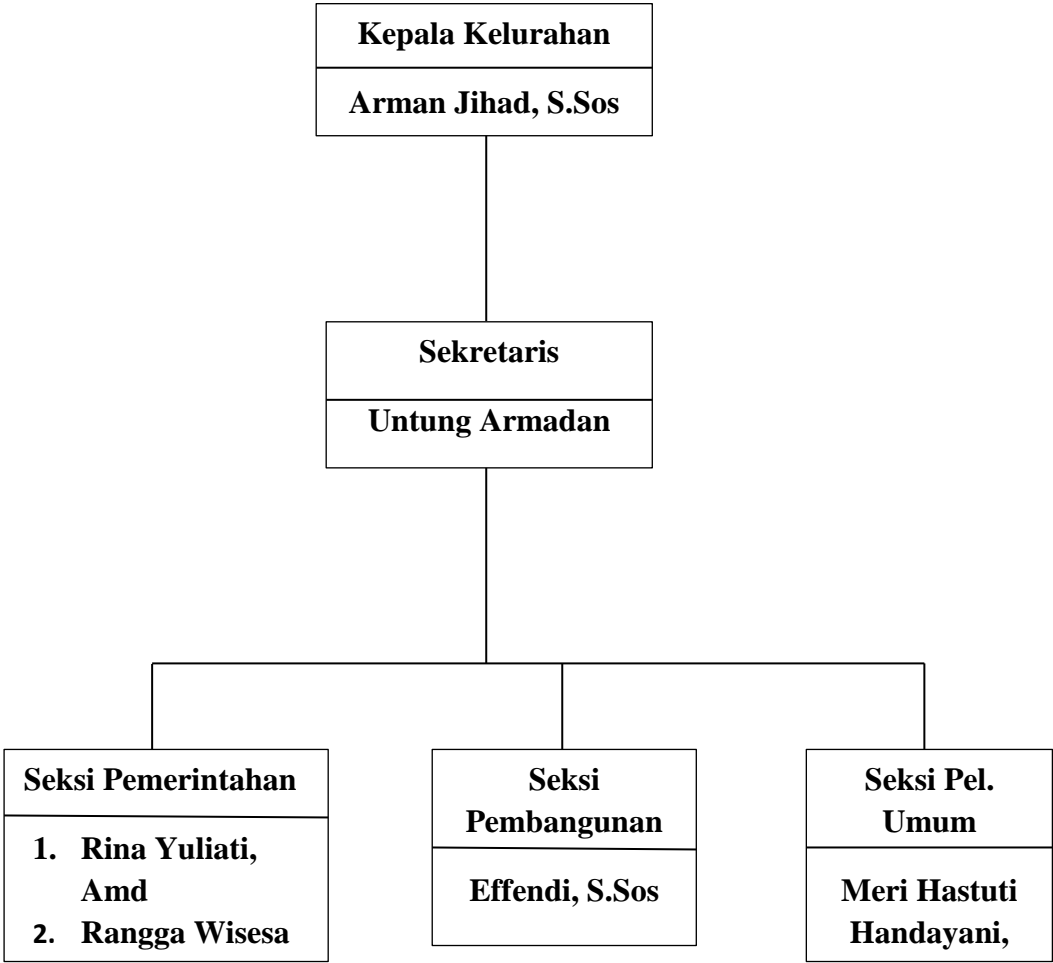 Kepala Kelurahan
Arman Jihad, S.Sos
Sekretaris
Untung Armadan
Seksi Pemerintahan
1. Rina Yuliati,
Amd
2. Rangga Wisesa
Seksi
Pembangunan
Effendi, S.Sos
Seksi Pel.
Umum
Meri Hastuti
Handayani,